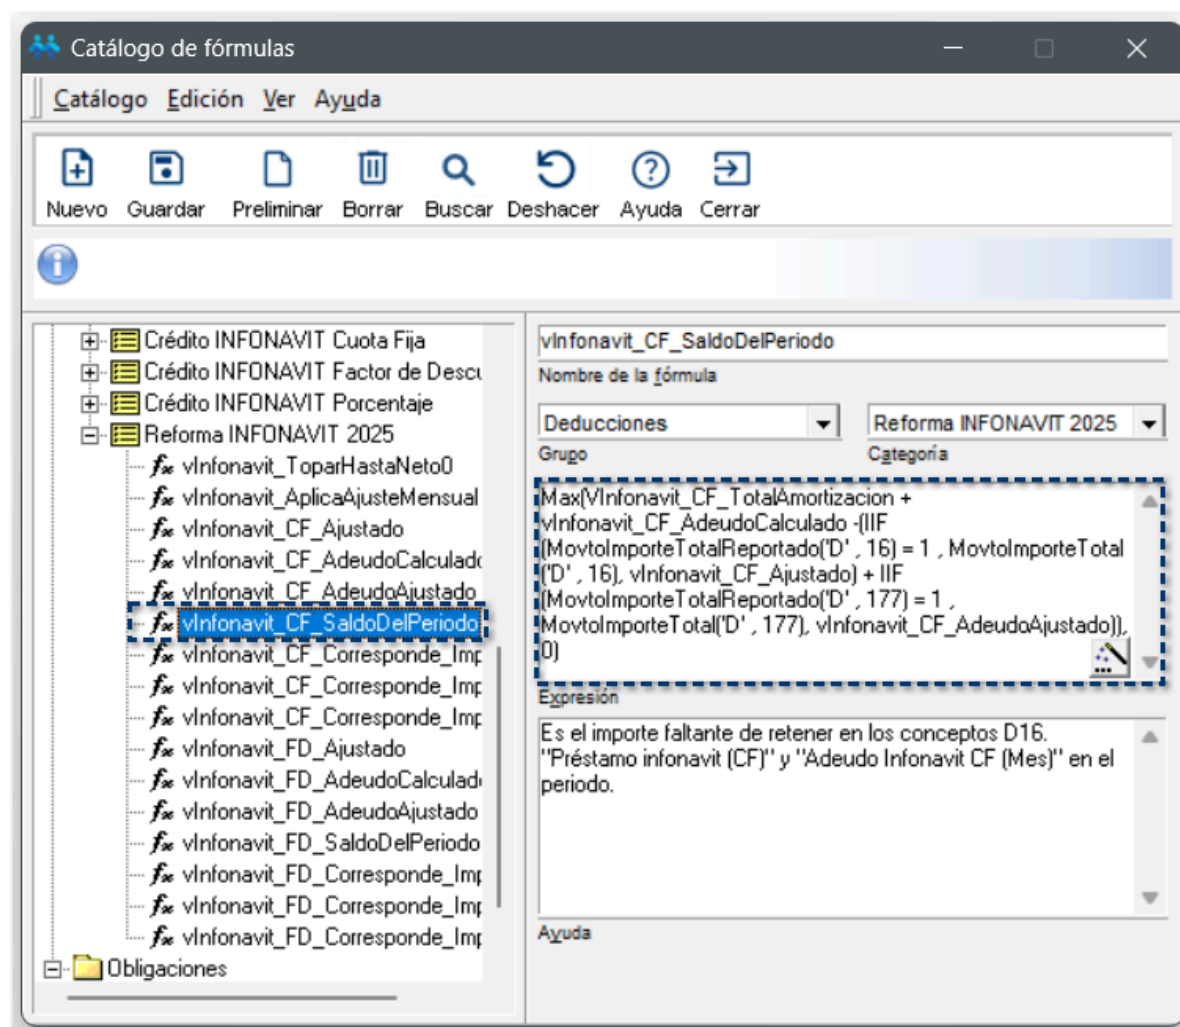 Catálogo de fórmulas
Catálogo Edición Ver Ayuda
Nuevo Guardar Preliminar Borrar Buscar Deshacer Ayuda Cerrar
Crédito INFONAVIT Cuota Fija
Crédito INFONAVIT Factor de Descu
Crédito INFONAVIT Porcentaje
Reforma INFONAVIT 2025
vInfonavit_ToparHastaNeto0
vInfonavit_AplicaAjusteMensual
vInfonavit_CF_Ajustado
vInfonavit_CF_AdeudoCalculado
vInfonavit_CF_AdeudoAjustado
vInfonavit_CF_SaldoDelPeriodo
vInfonavit_CF_Corresponde_Imp
vInfonavit_CF_Corresponde_Imp
vInfonavit_CF_Corresponde_Imp
vInfonavit_FD_Ajustado
vInfonavit_FD_AdeudoCalculad
vInfonavit_FD_AdeudoAjustado
vInfonavit_FD_SaldoDelPeriodo
vInfonavit_FD_Corresponde_Imp
vInfonavit_FD_Corresponde_Imp
vInfonavit_FD_Corresponde_Imp
Obligaciones
vInfonavit_CF_SaldoDelPeriodo
Nombre de la fórmula
Deducciones
Grupo
Reforma INFONAVIT 2025
Categoría
Max(VInfonavit_CF_TotalAmortizacion +
vInfonavit_CF_AdeudoCalculado -(IIF
(MovtoImporteTotalReportado('D' , 16) = 1 , MovtoImporteTotal
('D' , 16), vInfonavit_CF_Ajustado) + IIF
(MovtoImporteTotalReportado('D' , 177) = 1 ,
MovtoImporteTotal('D' , 177), vInfonavit_CF_AdeudoAjustado)),
0)
Expresión
Es el importe faltante de retener en los conceptos D16.
"Préstamo infonavit (CF)" y "Adeudo Infonavit CF (Mes)" en el
periodo.
Ayuda